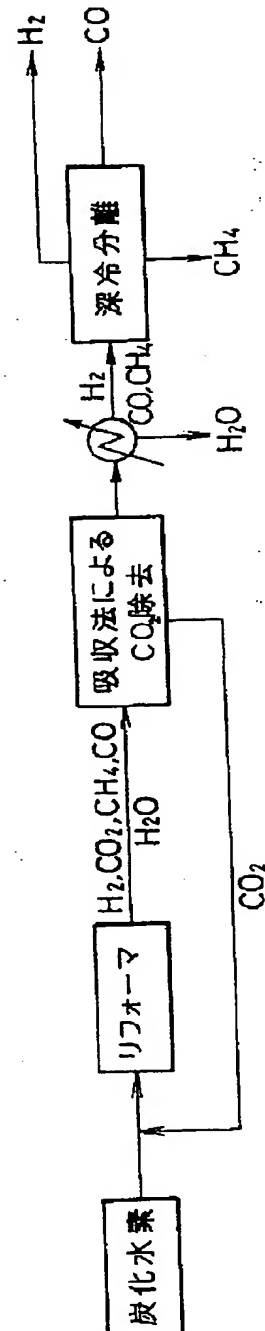 炭化水素
リフォーマ
H₂,CO₂,CH₄,CO
H₂O
吸収法による
CO₂除去
CO₂
H₂
CO,CH₄
H₂O
深冷分離
H₂
CO
CH₄